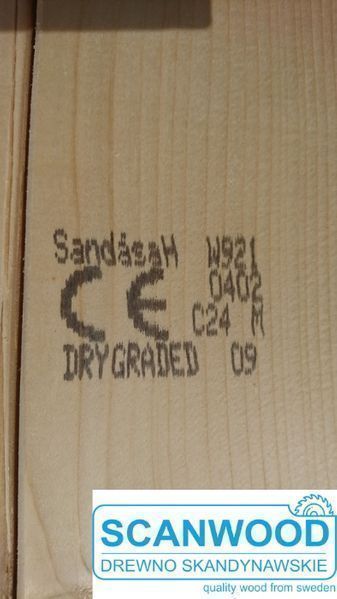 SandåsaH W921
0402
CE C24 M
DRYGRADED 09
SCANWOOD
DREWNO SKANDYNAWSKIE
quality wood from sweden